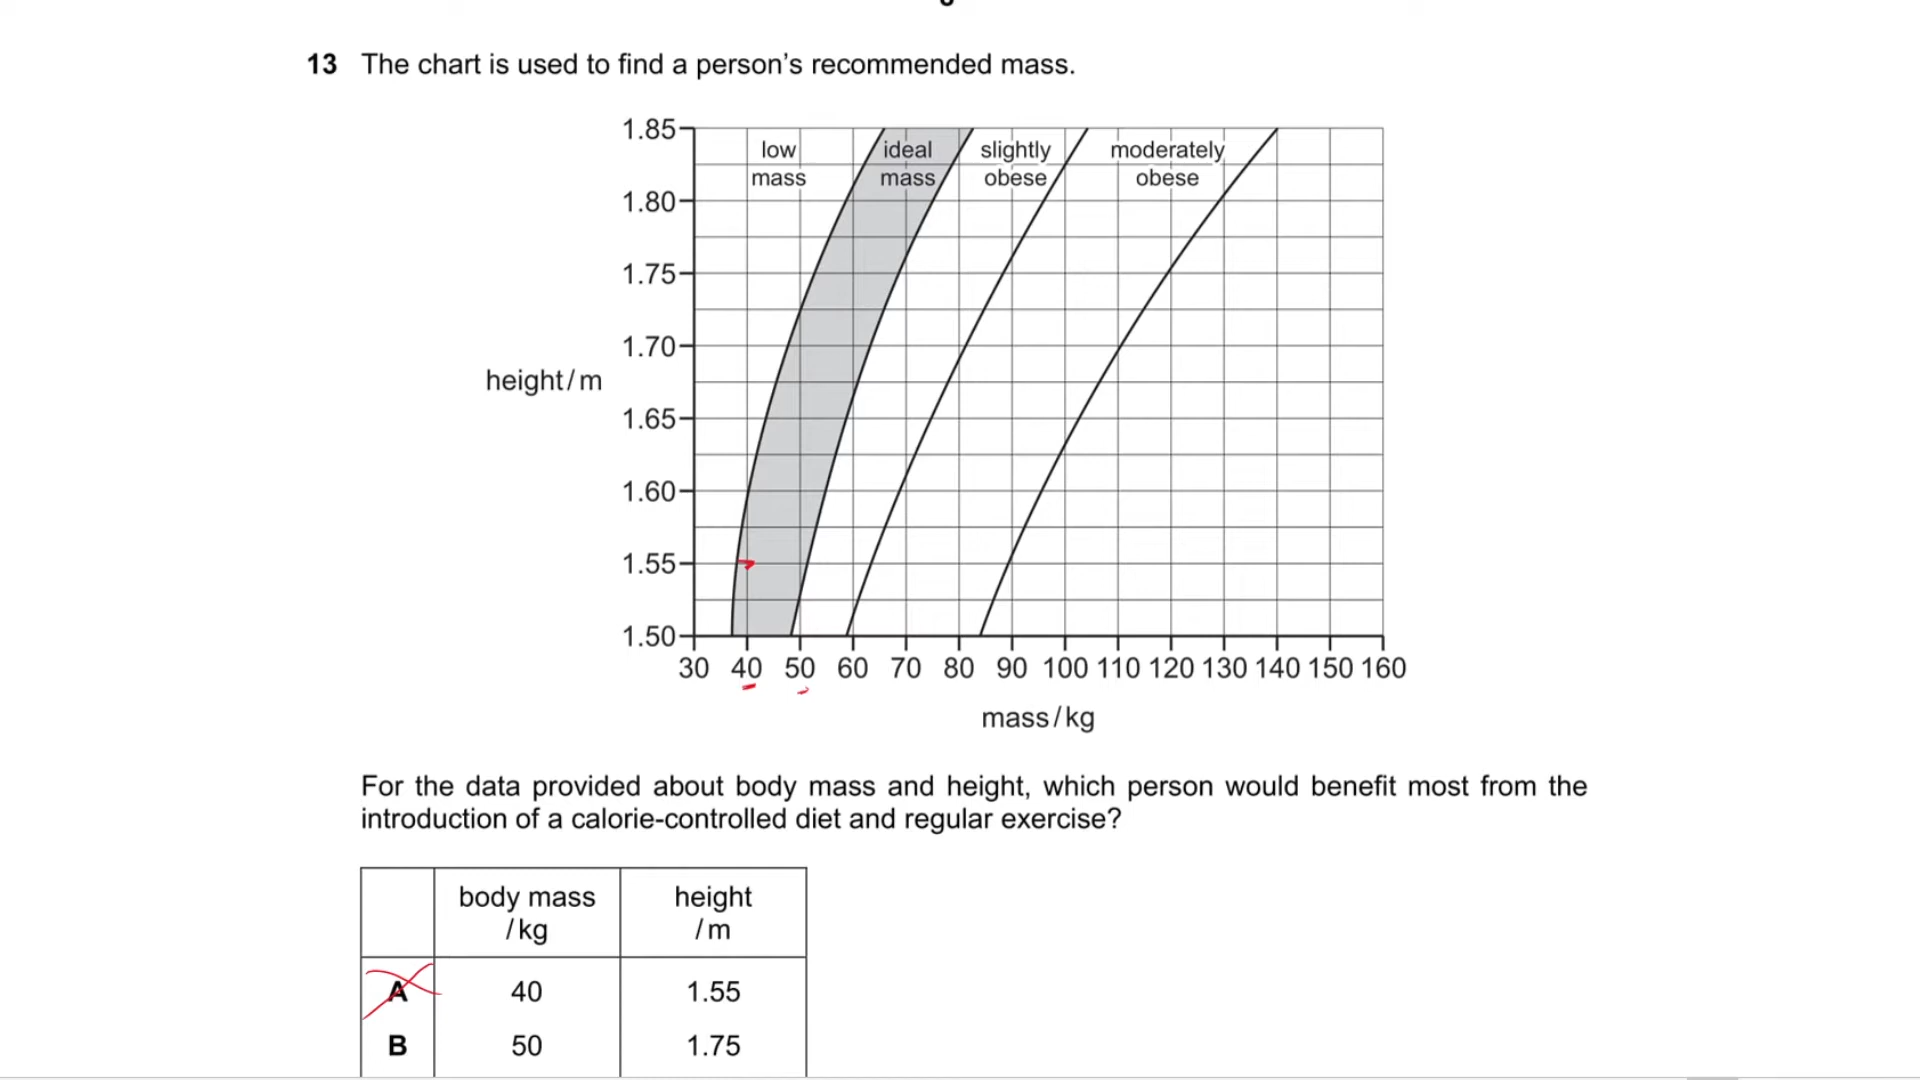 13 The chart is used to find a person's recommended mass.
1.85
low mass
ideal mass
slightly obese
moderately obese
1.80
1.75
1.70
height/m
1.65
1.60
1.55
1.50
30 40 50 60 70 80 90 100 110 120 130 140 150 160
mass/kg
For the data provided about body mass and height, which person would benefit most from the
introduction of a calorie-controlled diet and regular exercise?
body mass /kg
height /m
A 40 1.55
B 50 1.75